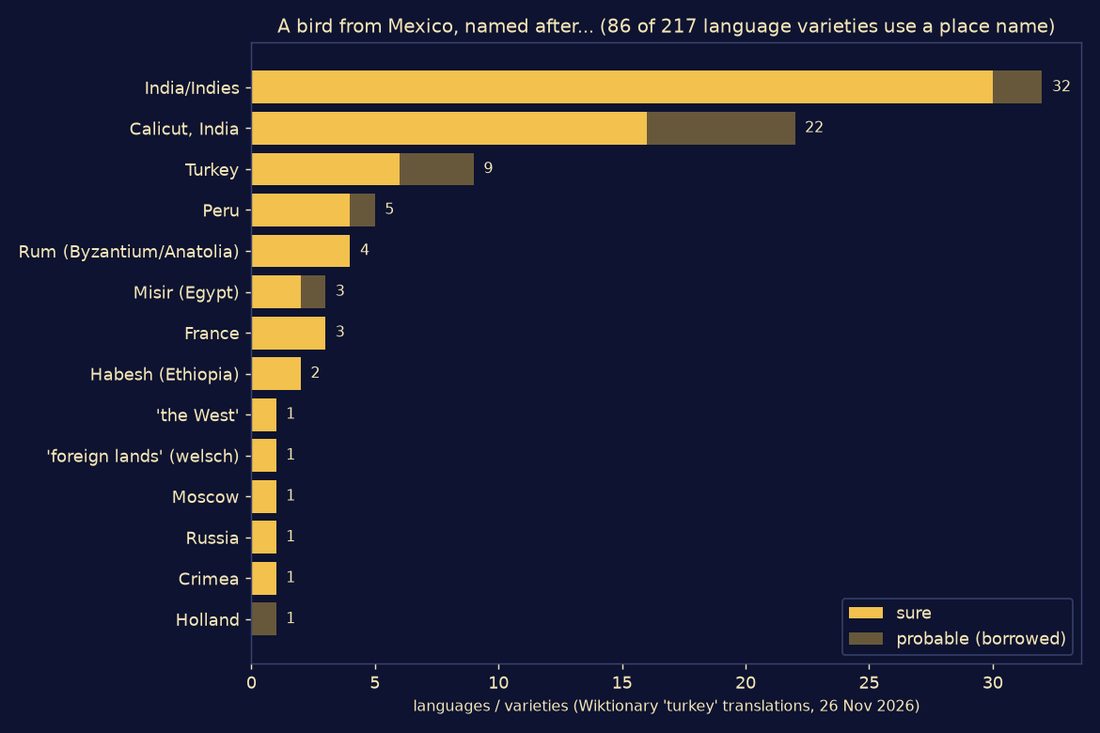 A bird from Mexico, named after... (86 of 217 language varieties use a place name)
India/Indies 32
Calicut, India 22
Turkey 9
Peru 5
Rum (Byzantium/Anatolia) 4
Misir (Egypt) 3
France 3
Habesh (Ethiopia) 2
'the West' 1
'foreign lands' (welsch) 1
Moscow 1
Russia 1
Crimea 1
Holland 1
sure
probable (borrowed)
0 5 10 15 20 25 30
languages / varieties (Wiktionary 'turkey' translations, 26 Nov 2026)